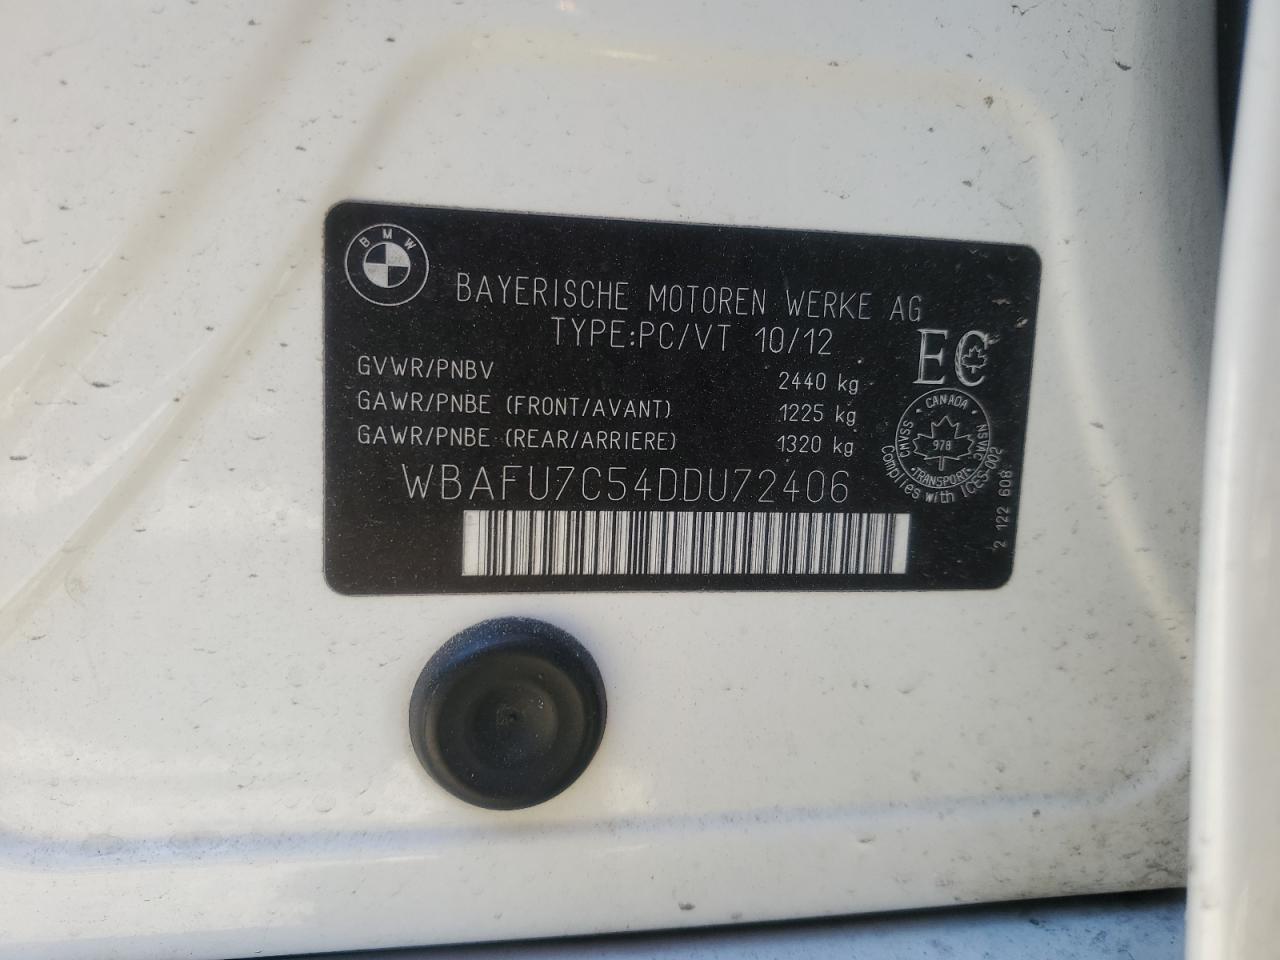 BMW
BAYERISCHE MOTOREN WERKE AG
TYPE:PC/VT 10/12
GVWR/PNBV 2440 kg
GAWR/PNBE (FRONT/AVANT) 1225 kg
GAWR/PNBE (REAR/ARRIERE) 1320 kg
WBAFU7C54DDU72406
EC
CANADA
CMVSS
NSVAC
978
TRANSPORT
Complies with ICES-002
2 122 608